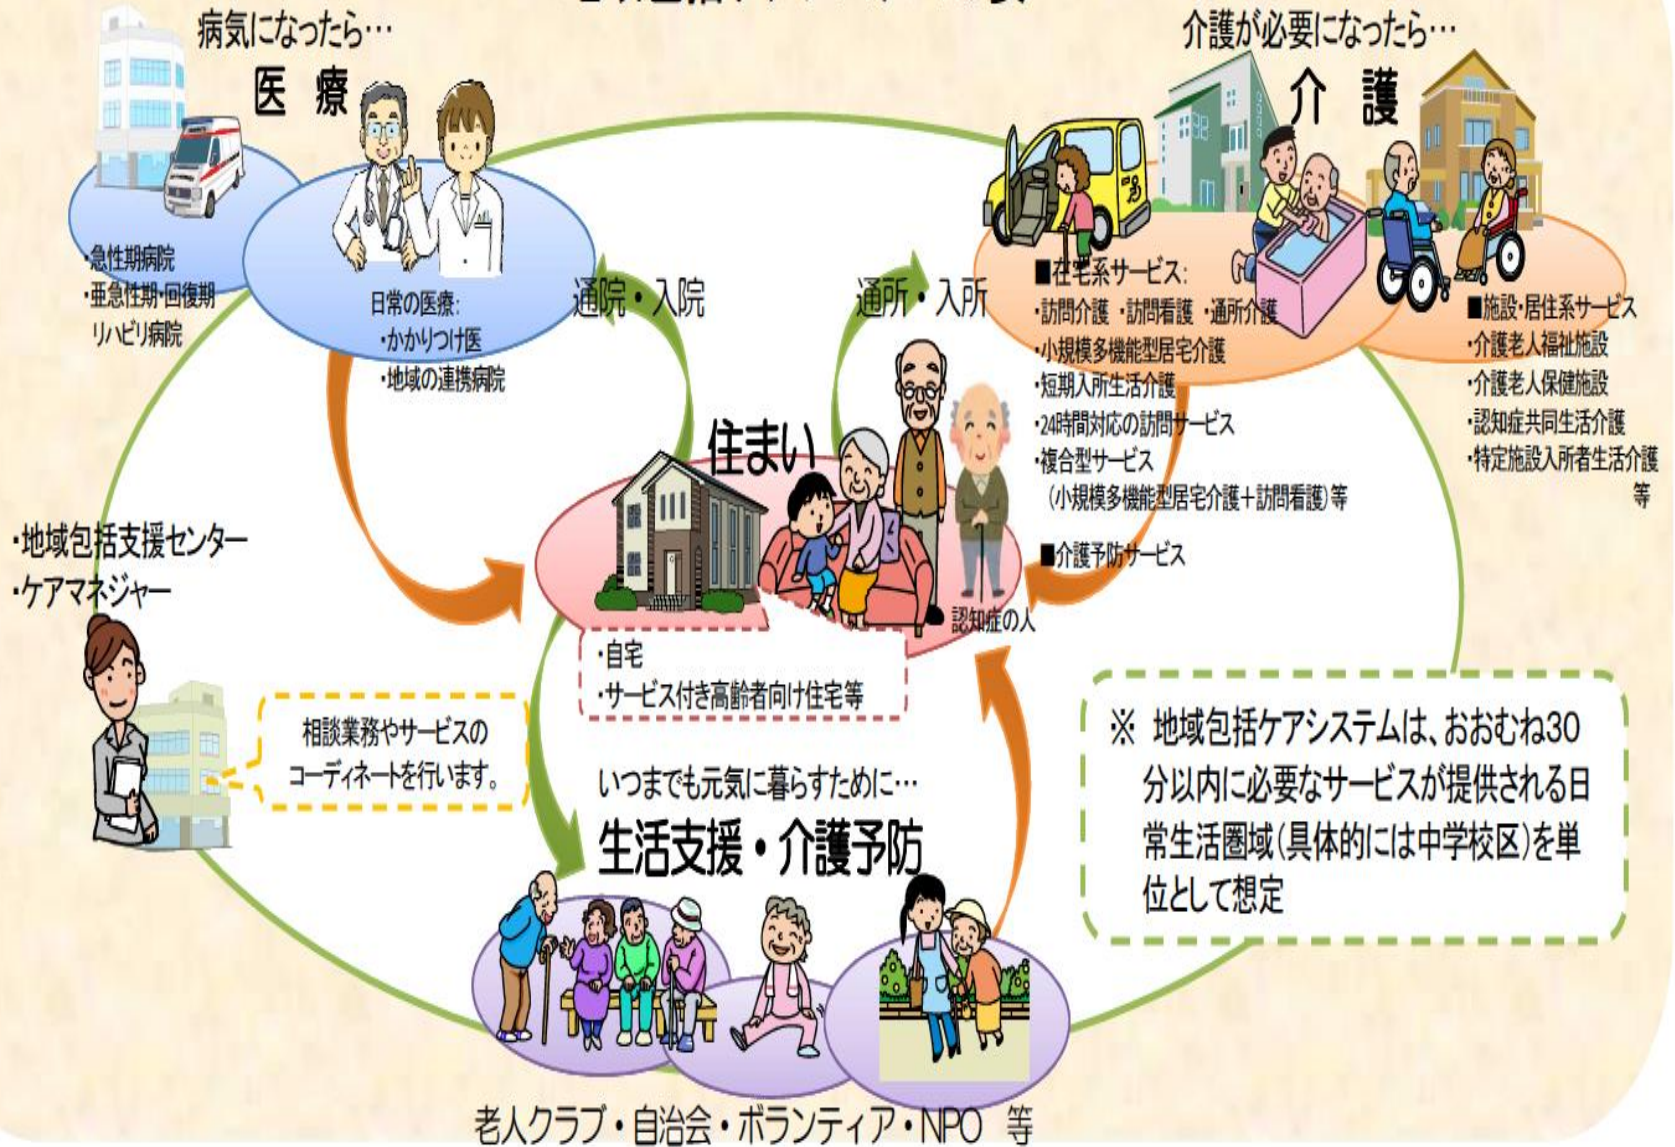 病気になったら…
医 療
・急性期病院
・亜急性期・回復期
リハビリ病院
日常の医療:
・かかりつけ医
・地域の連携病院
通院・入院
通所・入所
介護が必要になったら…
介 護
■在宅系サービス:
・訪問介護 ・訪問看護 ・通所介護
・小規模多機能型居宅介護
・短期入所生活介護
・24時間対応の訪問サービス
・複合型サービス
(小規模多機能型居宅介護+訪問看護)等
■介護予防サービス
■施設・居住系サービス
・介護老人福祉施設
・介護老人保健施設
・認知症共同生活介護
・特定施設入所者生活介護
等
住まい
認知症の人
・自宅
・サービス付き高齢者向け住宅等
・地域包括支援センター
・ケアマネジャー
相談業務やサービスの
コーディネートを行います。
いつまでも元気に暮らすために…
生活支援・介護予防
老人クラブ・自治会・ボランティア・NPO 等
※ 地域包括ケアシステムは、おおむね30
分以内に必要なサービスが提供される日
常生活圏域(具体的には中学校区)を単
位として想定